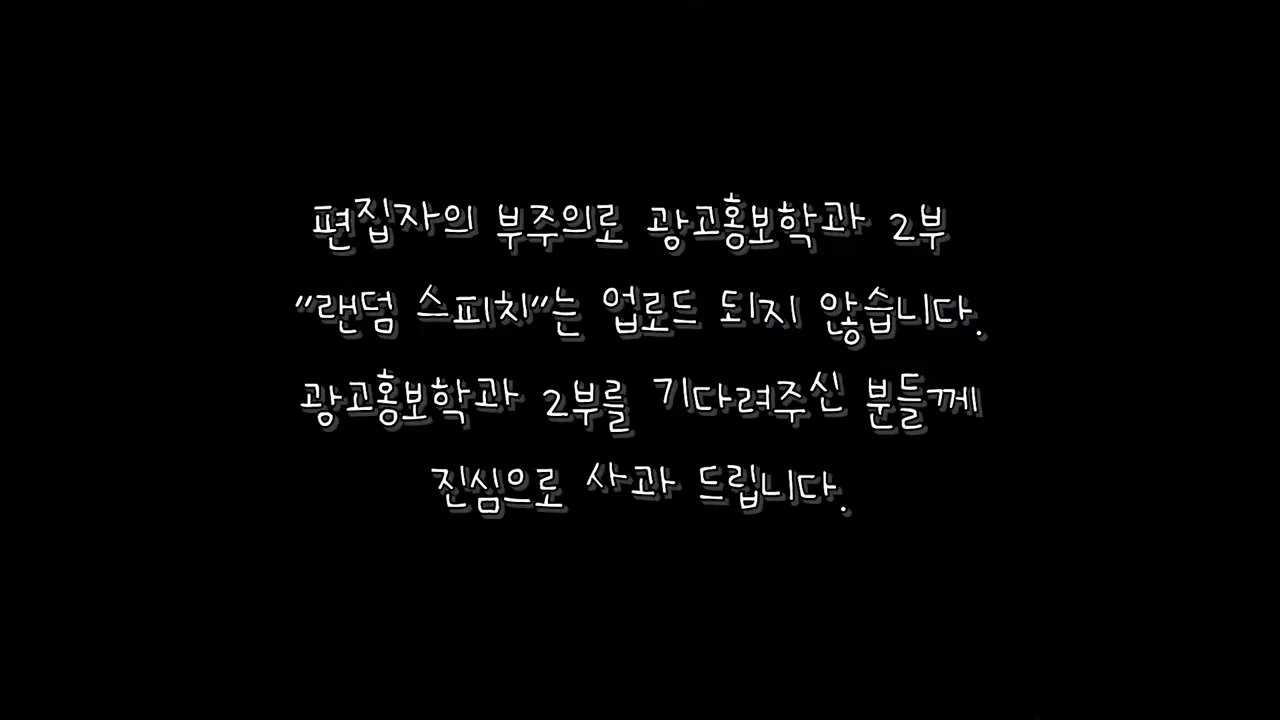 편집자의 부주의로 광고홍보학과 2부
"랜덤 스피치"는 업로드 되지 않습니다.
광고홍보학과 2부를 기다려주신 분들께
진심으로 사과 드립니다.